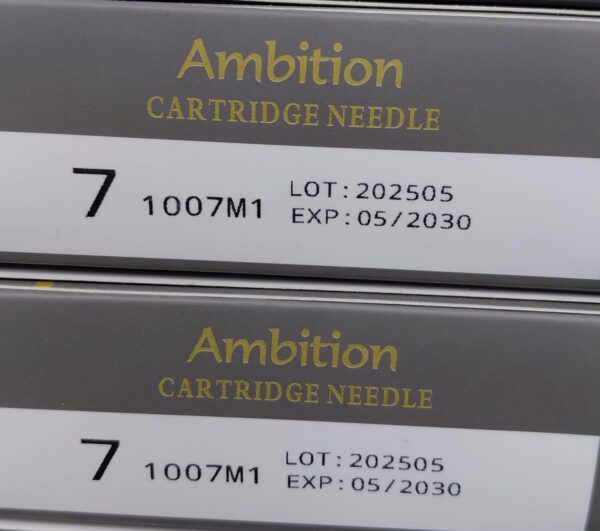 Ambition
CARTRIDGE NEEDLE
7 1007M1 LOT:202505
EXP:05/2030
Ambition
CARTRIDGE NEEDLE
7 1007M1 LOT:202505
EXP:05/2030